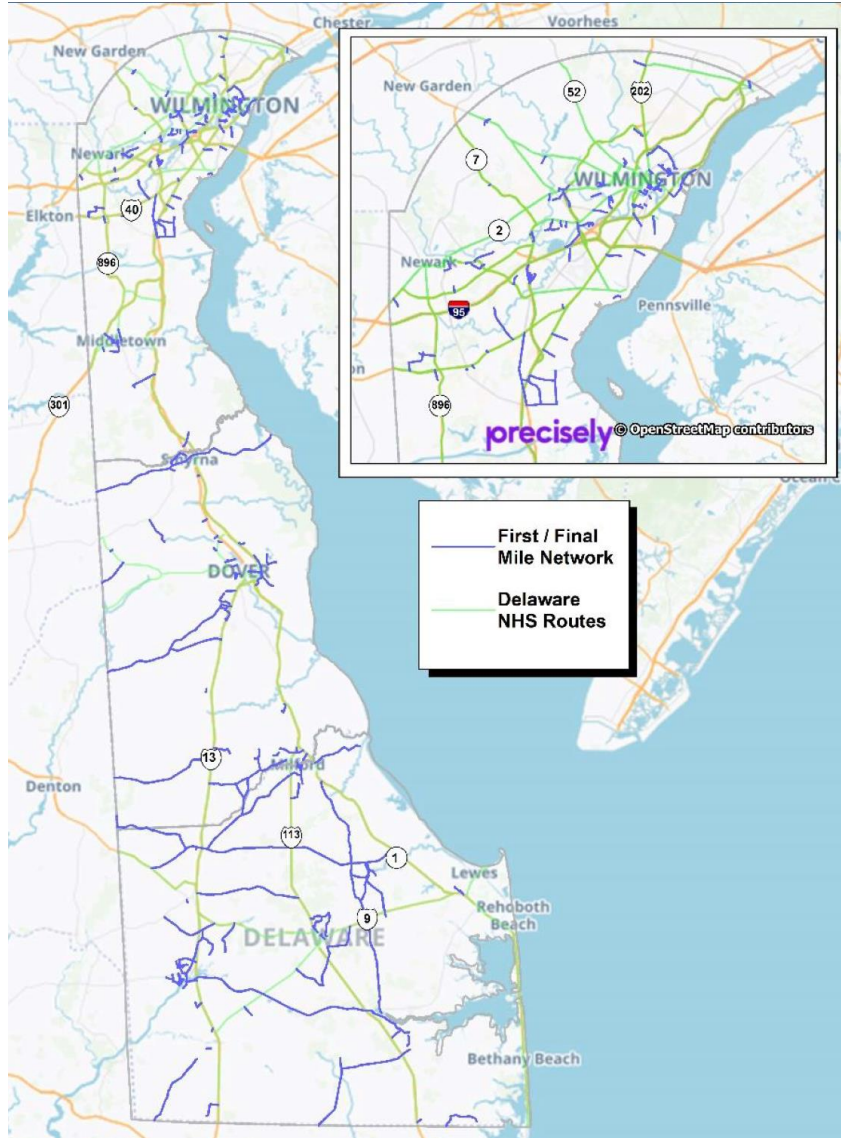 Chester
Voorhees
New Garden
WILMINGTON
Newark
Elkton
40
896
Middletown
301
Smyrna
DOVER
13
Milford
Denton
113
1
Lewes
Rehoboth
Beach
9
DELAWARE
Bethany Beach
New Garden
52
202
7
WILMINGTON
2
Newark
95
Pennsville
on
896
precisely © OpenStreetMap contributors
First / Final
Mile Network
Delaware
NHS Routes